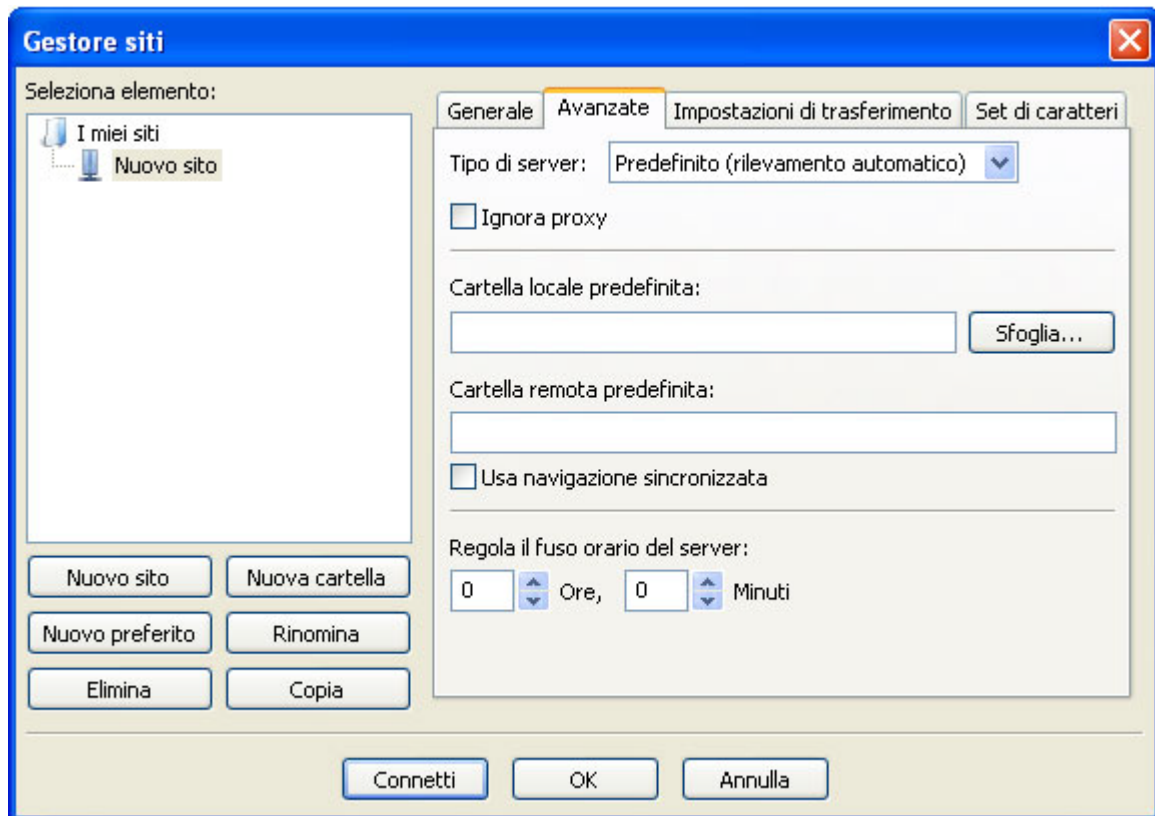 Gestore siti
Seleziona elemento:
I miei siti
Nuovo sito
Nuovo sito Nuova cartella
Nuovo preferito Rinomina
Elimina Copia
Generale Avanzate Impostazioni di trasferimento Set di caratteri
Tipo di server: Predefinito (rilevamento automatico)
Ignora proxy
Cartella locale predefinita:
Sfoglia...
Cartella remota predefinita:
Usa navigazione sincronizzata
Regola il fuso orario del server:
0 Ore, 0 Minuti
Connetti OK Annulla